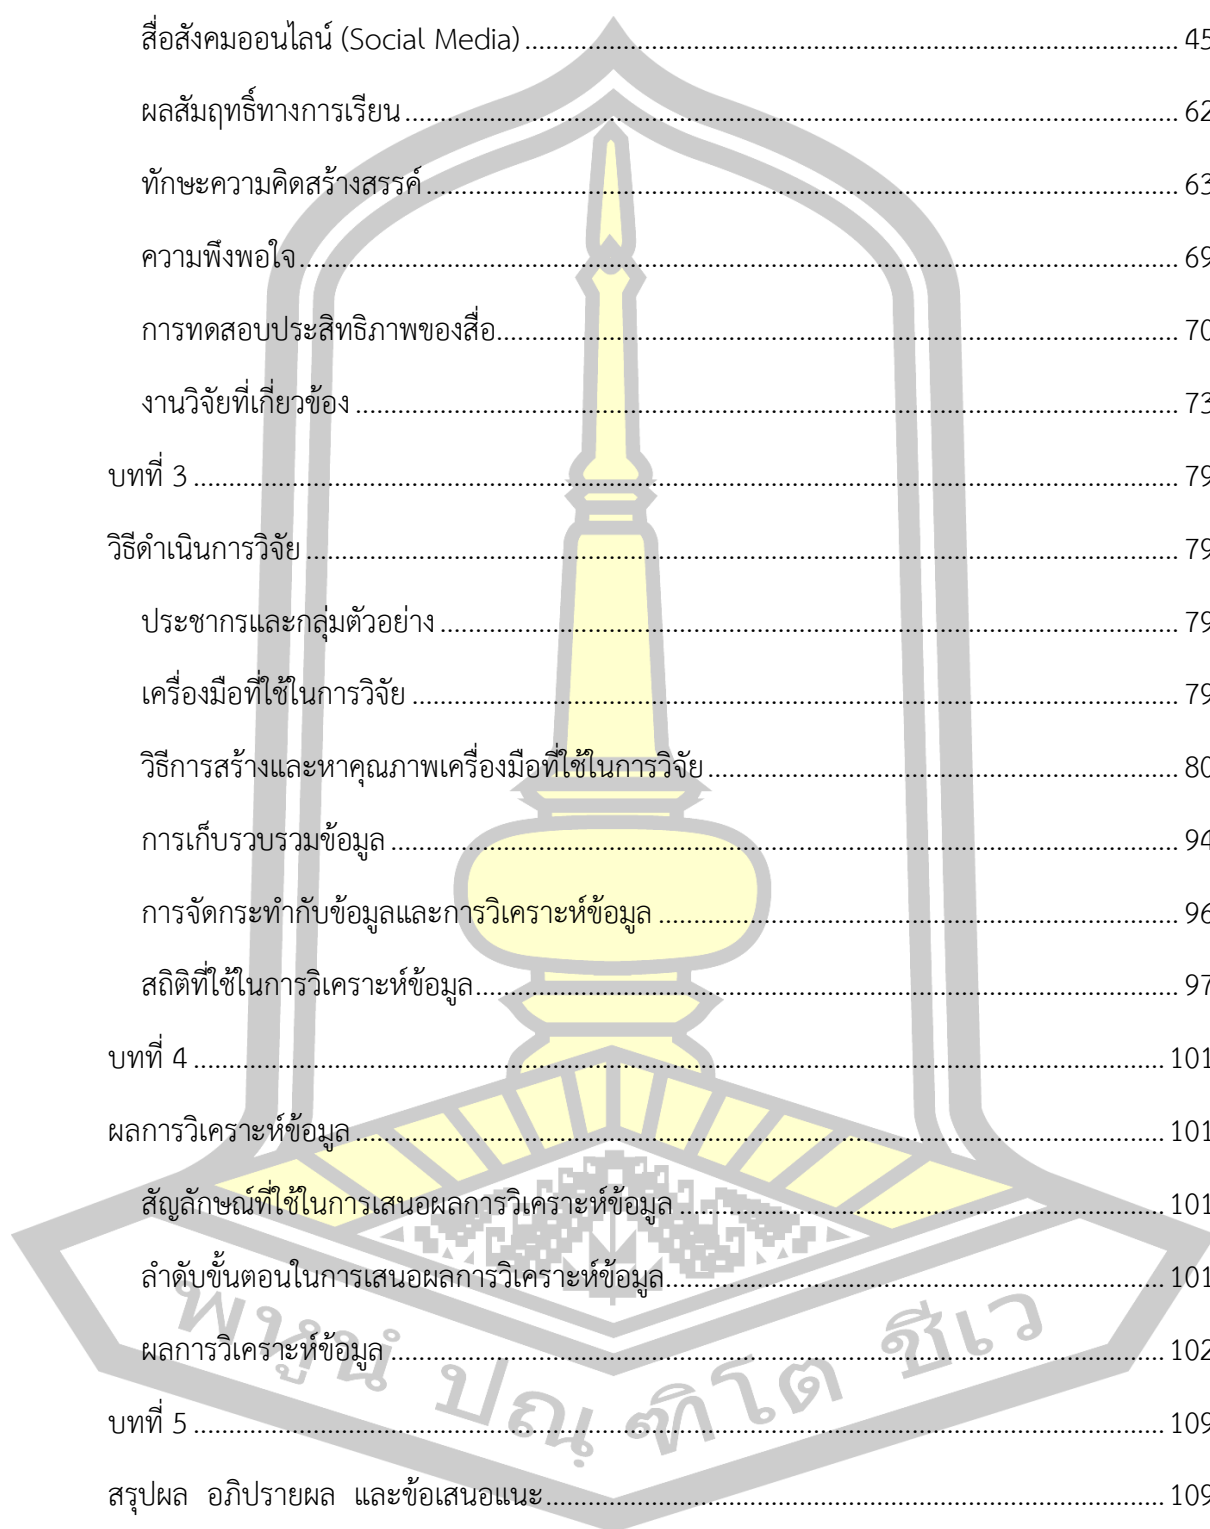 สื่อสังคมออนไลน์ (Social Media) .......... 45
ผลสัมฤทธิ์ทางการเรียน .......... 62
ทักษะความคิดสร้างสรรค์ .......... 63
ความพึงพอใจ .......... 69
การทดสอบประสิทธิภาพของสื่อ .......... 70
งานวิจัยที่เกี่ยวข้อง .......... 73
บทที่ 3 .......... 79
วิธีดำเนินการวิจัย .......... 79
ประชากรและกลุ่มตัวอย่าง .......... 79
เครื่องมือที่ใช้ในการวิจัย .......... 79
วิธีการสร้างและหาคุณภาพเครื่องมือที่ใช้ในการวิจัย .......... 80
การเก็บรวบรวมข้อมูล .......... 94
การจัดกระทำกับข้อมูลและการวิเคราะห์ข้อมูล .......... 96
สถิติที่ใช้ในการวิเคราะห์ข้อมูล .......... 97
บทที่ 4 .......... 101
ผลการวิเคราะห์ข้อมูล .......... 101
สัญลักษณ์ที่ใช้ในการเสนอผลการวิเคราะห์ข้อมูล .......... 101
ลำดับขั้นตอนในการเสนอผลการวิเคราะห์ข้อมูล .......... 101
ผลการวิเคราะห์ข้อมูล .......... 102
บทที่ 5 .......... 109
สรุปผล อภิปรายผล และข้อเสนอแนะ .......... 109
พหูนํ ปณฺฑิโต ชีเว